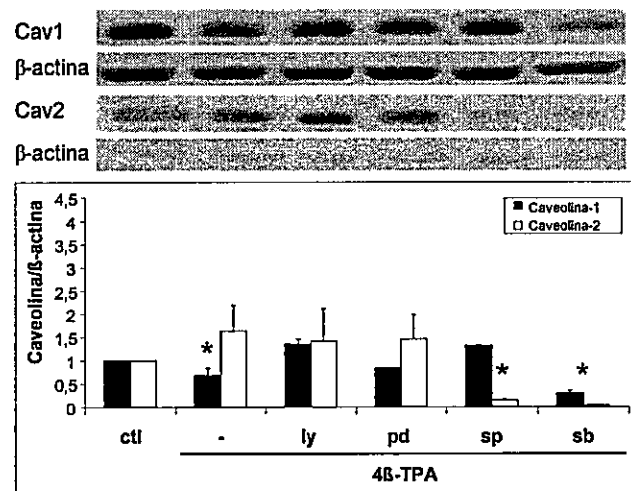 Cav1
β-actina
Cav2
β-actina
Caveolina/ß-actina
4,5
4
3,5
3
2,5
2
1,5
1
0,5
0
Caveolina-1
Caveolina-2
*
*
*
ctl - ly pd sp sb
4ß-TPA